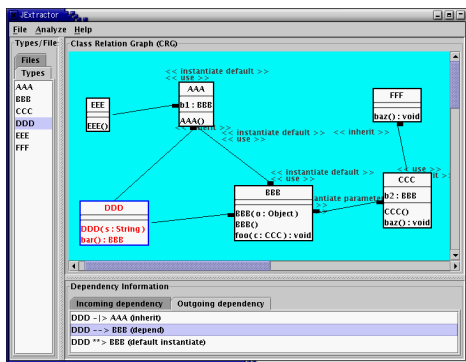 JExtractor
File Analyze Help
Types/File
Class Relation Graph (CRG)
Files
Types
AAA
BBB
CCC
DDD
EEE
FFF
<< instantiate default >>
<< use >>
AAA
b1 : BBB
AAA()
EEE
EEE()
FFF
baz() : void
<< instantiate default >>
<< use >>
<< inherit >>
<< instantiate default >>
<< use >>
<< use >>
CCC
b2 : BBB
CCC()
baz() : void
BBB
BBB( o : Object )
BBB()
foo( c : CCC ) : void
DDD
DDD( s : String )
bar() : BBB
Dependency Information
Incoming dependency Outgoing dependency
DDD -|> AAA (inherit)
DDD --> BBB (depend)
DDD **> BBB (default instantiate)